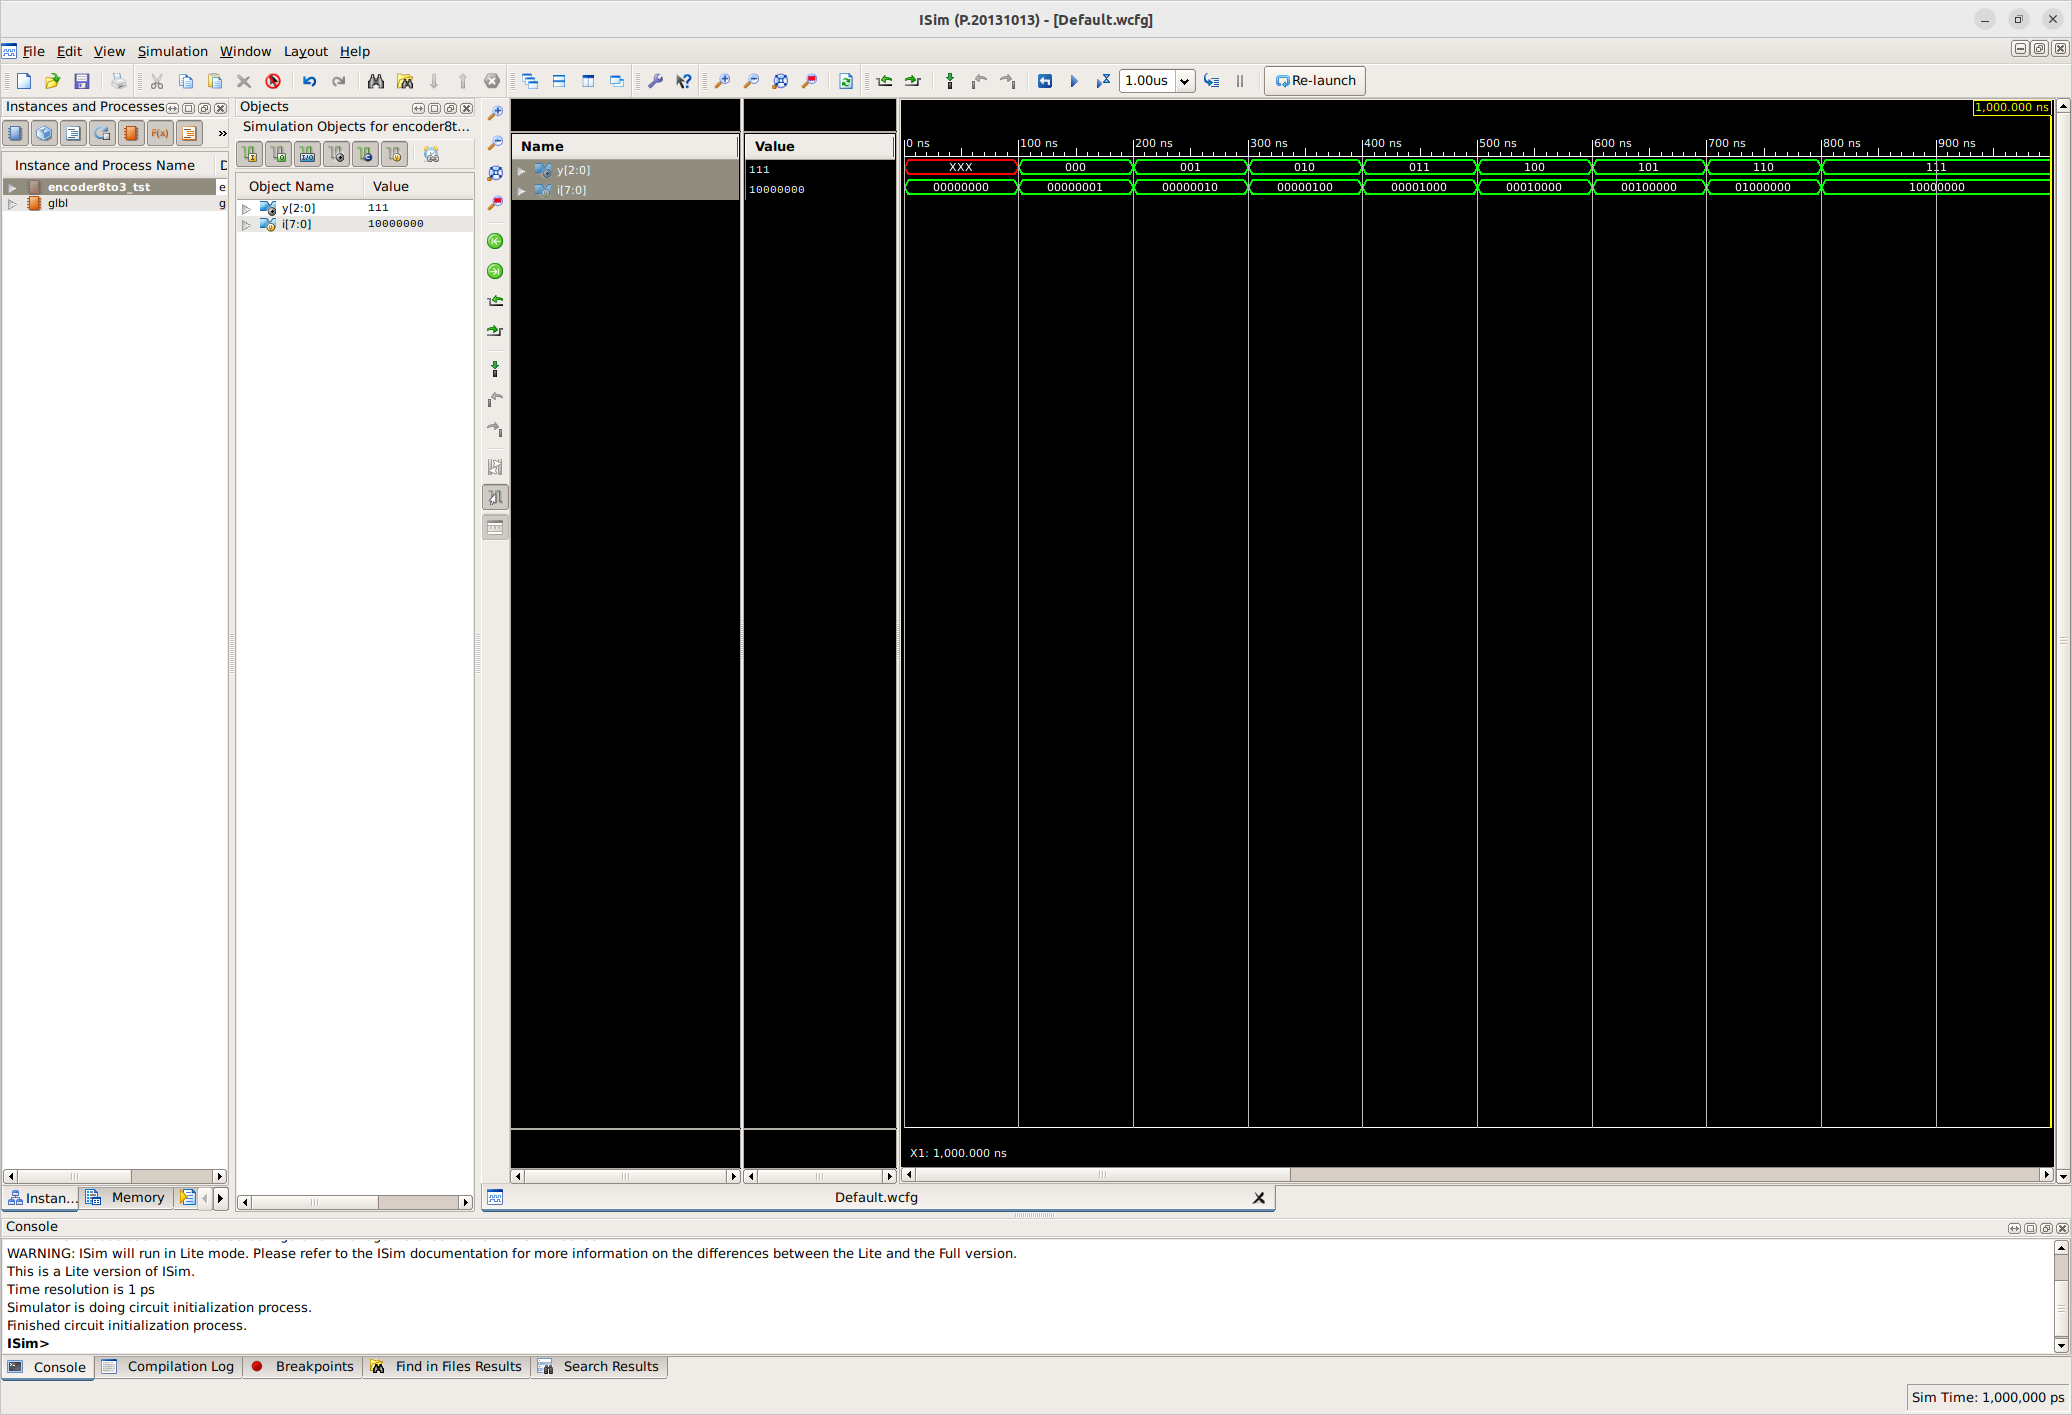 ISim (P.20131013) - [Default.wcfg]
File Edit View Simulation Window Layout Help
1.00us Re-launch
Instances and Processes
Instance and Process Name D
encoder8to3_tst e
glbl g
Instan... Memory
Objects
Simulation Objects for encoder8t...
Object Name Value
y[2:0] 111
i[7:0] 10000000
Name Value
y[2:0] 111
i[7:0] 10000000
1,000.000 ns
0 ns 100 ns 200 ns 300 ns 400 ns 500 ns 600 ns 700 ns 800 ns 900 ns
XXX 000 001 010 011 100 101 110 111
00000000 00000001 00000010 00000100 00001000 00010000 00100000 01000000 10000000
X1: 1,000.000 ns
Default.wcfg
Console
WARNING: ISim will run in Lite mode. Please refer to the ISim documentation for more information on the differences between the Lite and the Full version.
This is a Lite version of ISim.
Time resolution is 1 ps
Simulator is doing circuit initialization process.
Finished circuit initialization process.
ISim>
Console Compilation Log Breakpoints Find in Files Results Search Results
Sim Time: 1,000,000 ps